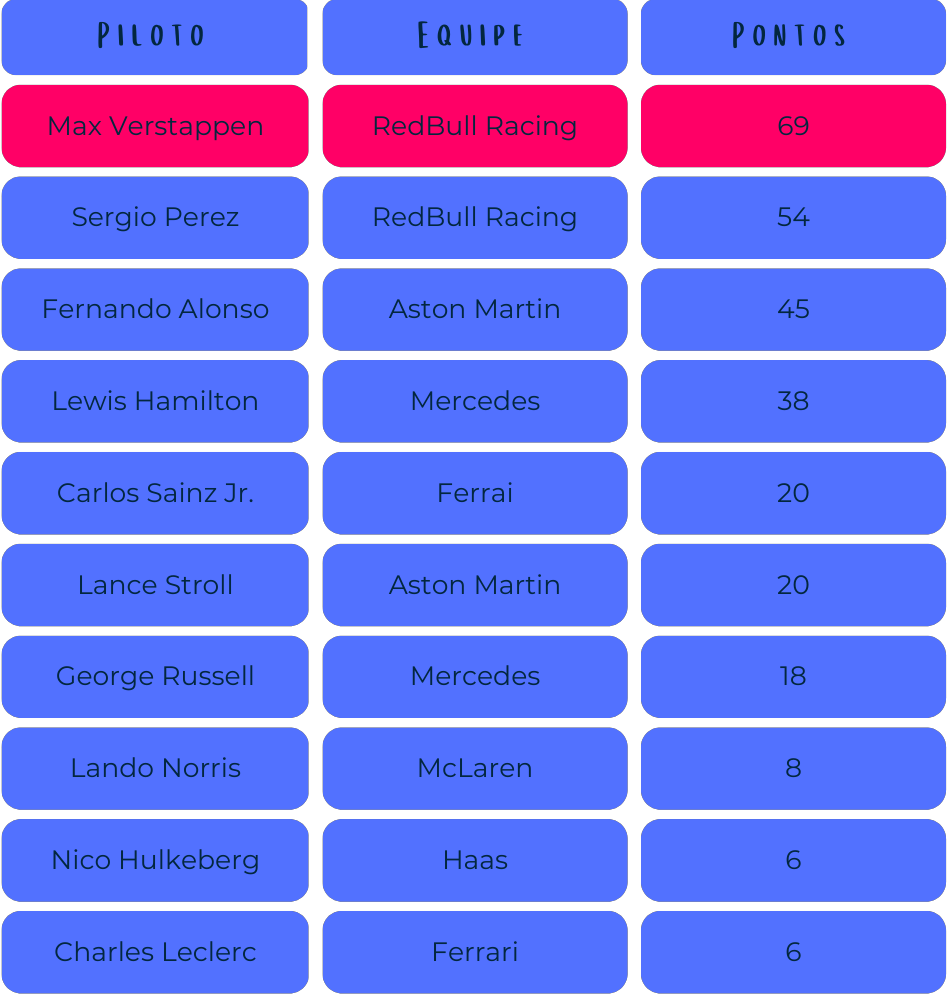 Piloto Equipe Pontos
Max Verstappen RedBull Racing 69
Sergio Perez RedBull Racing 54
Fernando Alonso Aston Martin 45
Lewis Hamilton Mercedes 38
Carlos Sainz Jr. Ferrai 20
Lance Stroll Aston Martin 20
George Russell Mercedes 18
Lando Norris McLaren 8
Nico Hulkeberg Haas 6
Charles Leclerc Ferrari 6